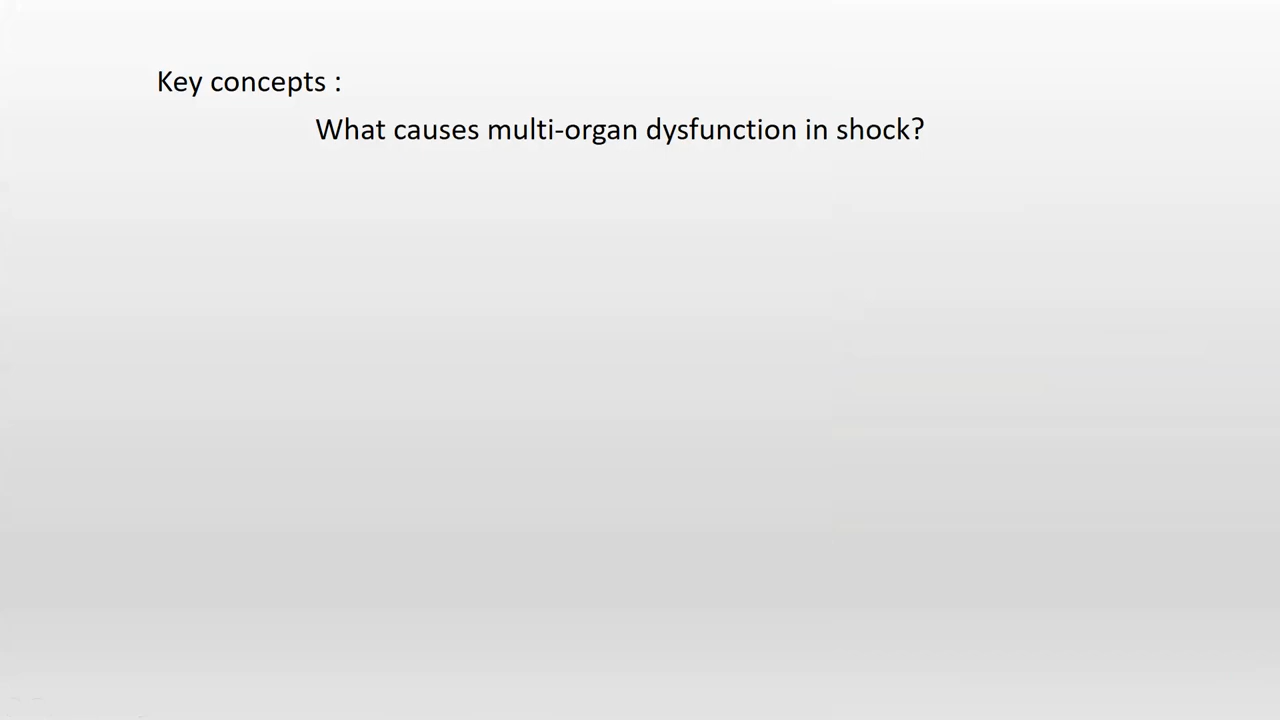 Key concepts :
What causes multi-organ dysfunction in shock?